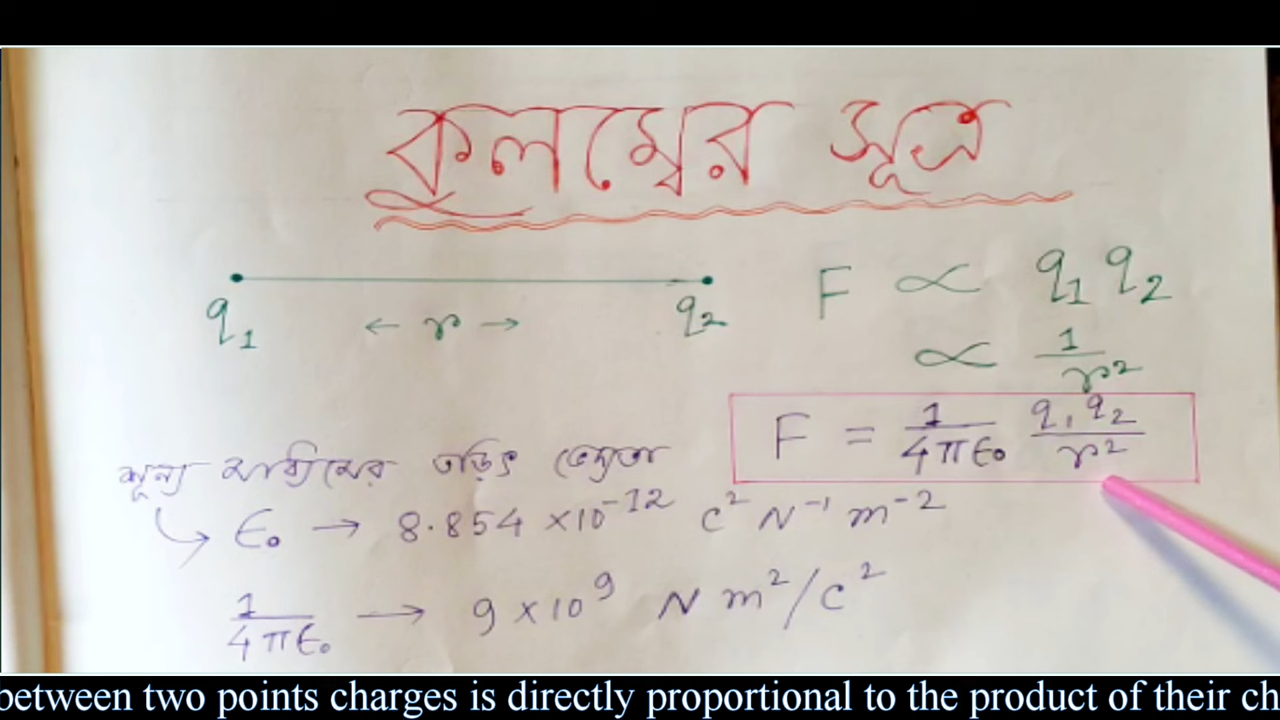 কুলম্বের সূত্র
q₁ ← r → q₂
F ∝ q₁ q₂
∝ 1/r²
F = 1/4πϵ₀ q₁q₂/r²
শূন্য মাধ্যমের তড়িৎ ভেদ্যতা
↳ ϵ₀ → 8.854 ×10⁻¹² c² N⁻¹ m⁻²
1/4πϵ₀ → 9 × 10⁹ N m²/c²
between two points charges is directly proportional to the product of their ch